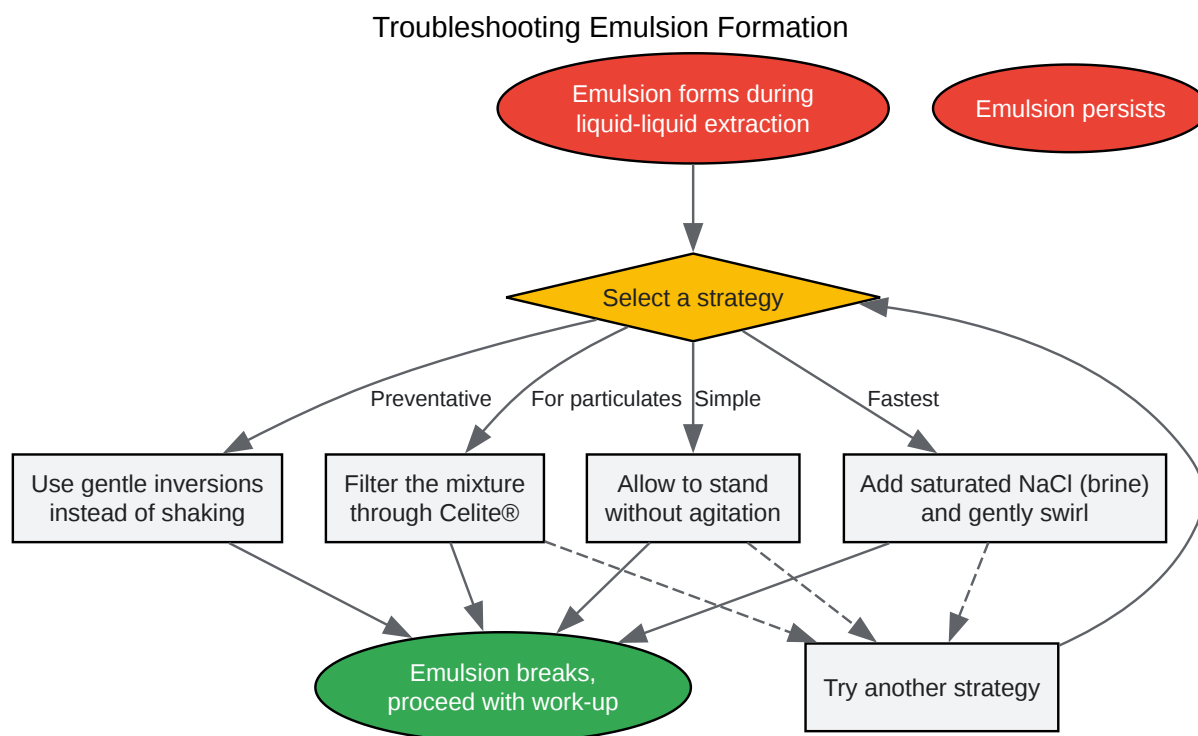 Troubleshooting Emulsion Formation
Emulsion forms during
liquid-liquid extraction
Emulsion persists
Select a strategy
Preventative
For particulates
Simple
Fastest
Use gentle inversions
instead of shaking
Filter the mixture
through Celite®
Allow to stand
without agitation
Add saturated NaCl (brine)
and gently swirl
Emulsion breaks,
proceed with work-up
Try another strategy